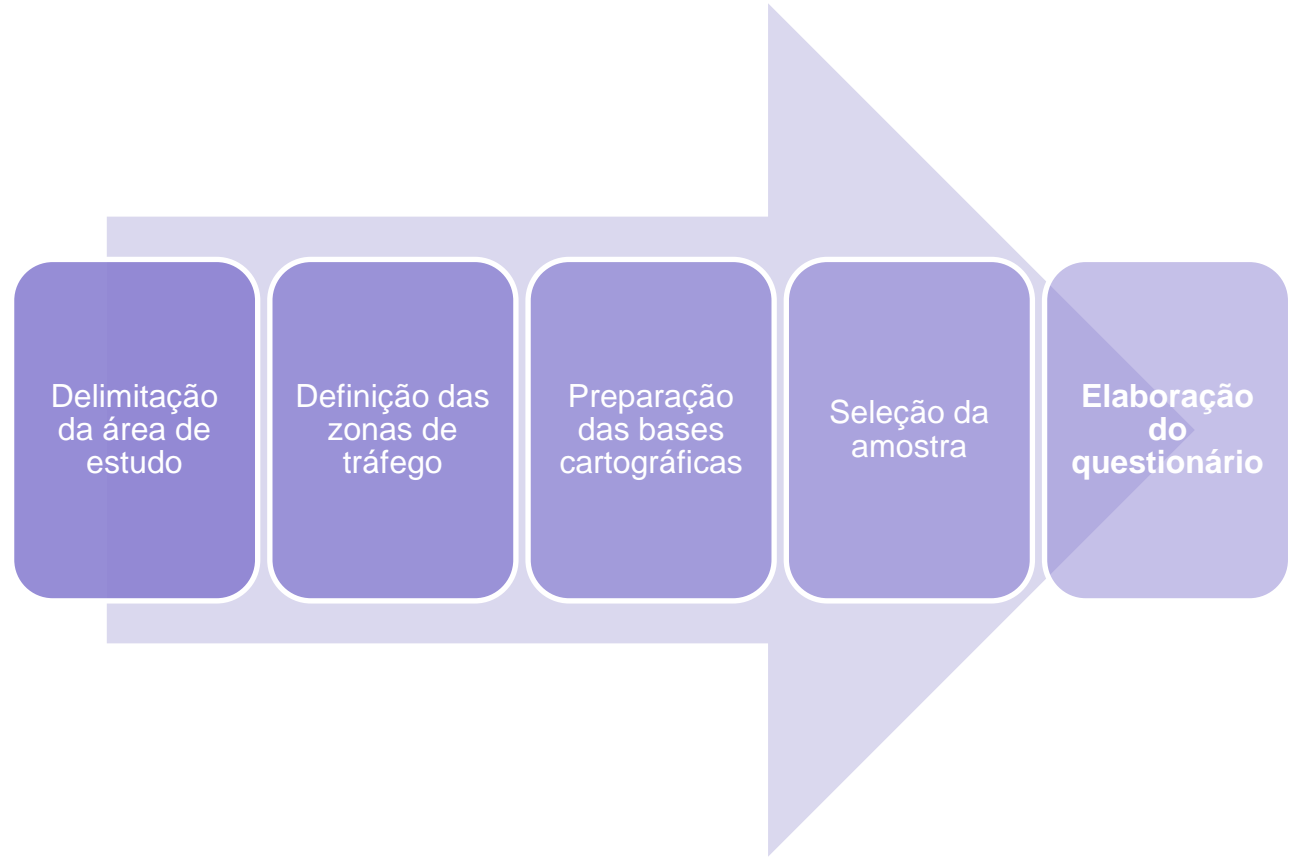 Delimitação
da área de
estudo
Definição das
zonas de
tráfego
Preparação
das bases
cartográficas
Seleção da
amostra
Elaboração
do
questionário